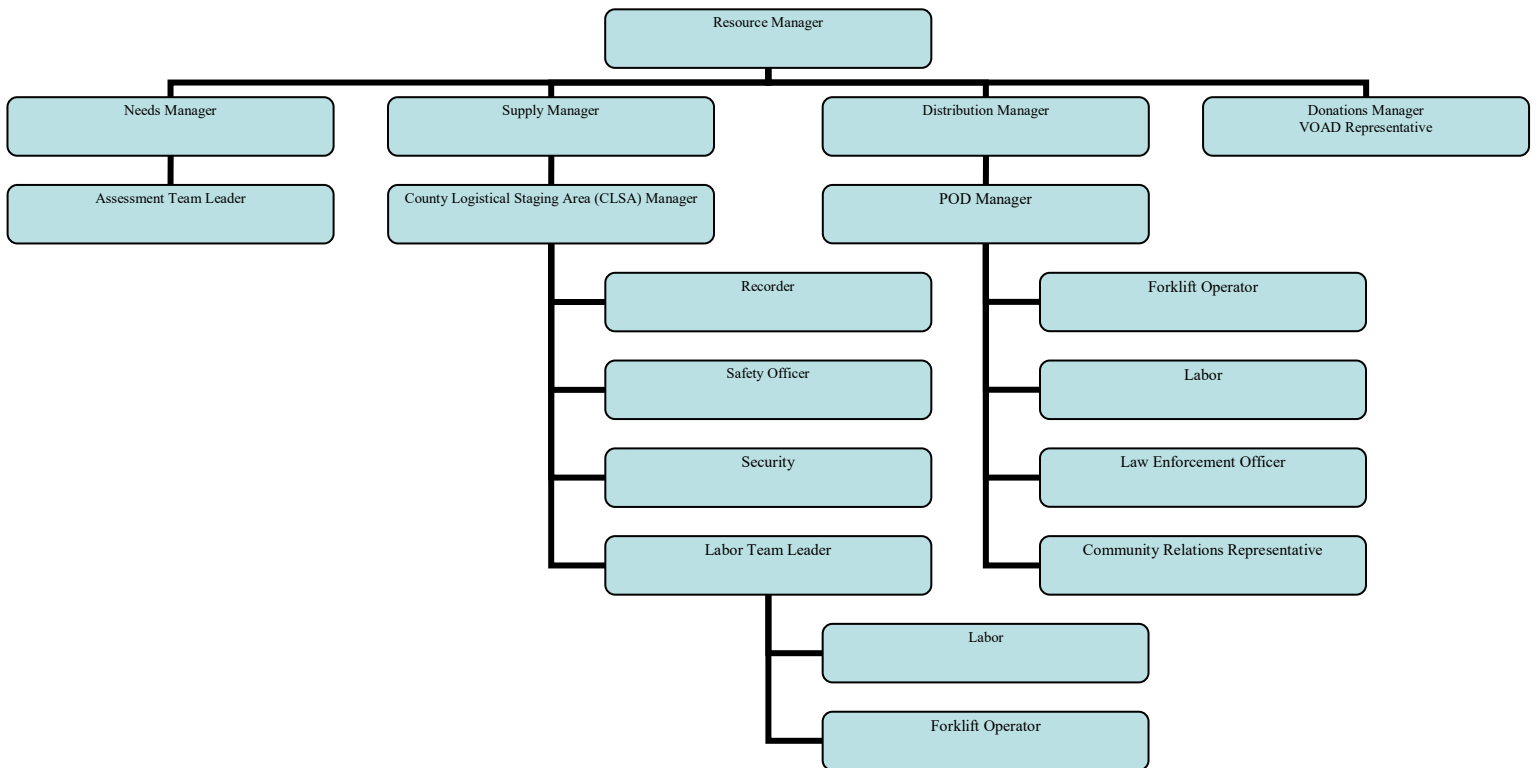 Resource Manager
Needs Manager
Supply Manager
Distribution Manager
Donations Manager
VOAD Representative
Assessment Team Leader
County Logistical Staging Area (CLSA) Manager
POD Manager
Recorder
Forklift Operator
Safety Officer
Labor
Security
Law Enforcement Officer
Labor Team Leader
Community Relations Representative
Labor
Forklift Operator